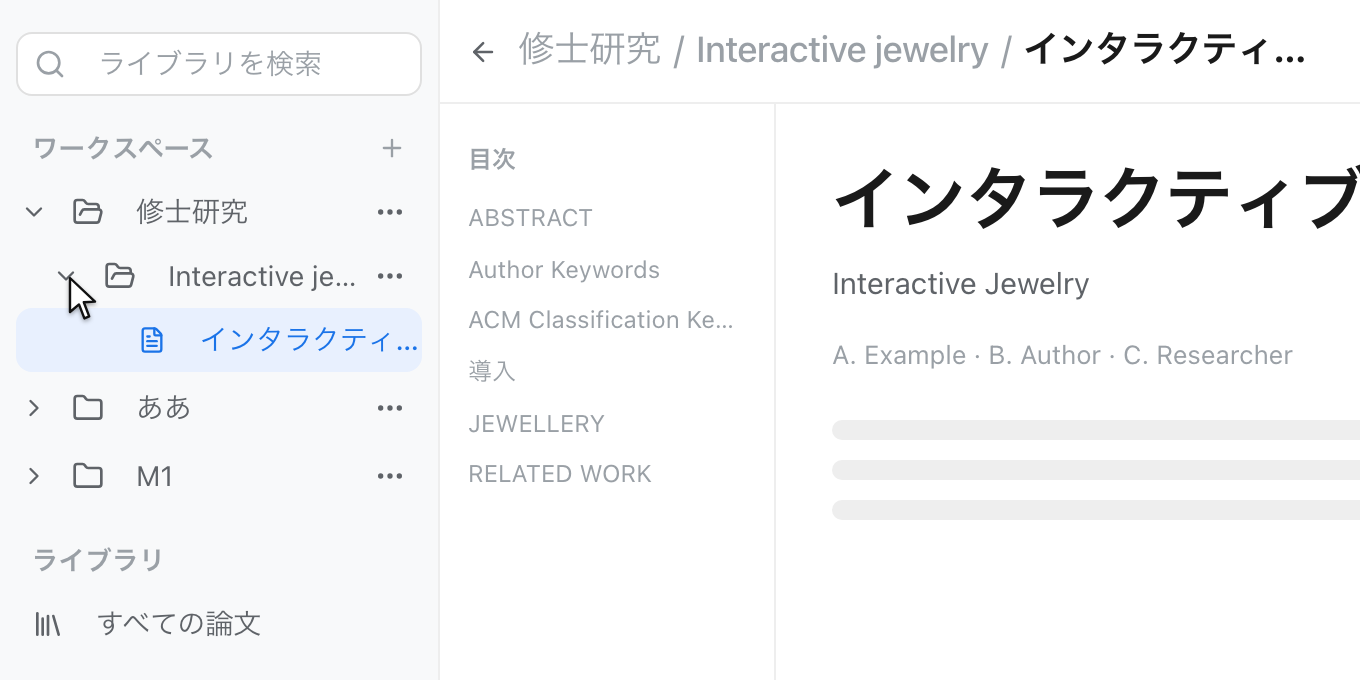 ライブラリを検索
ワークスペース
修士研究
Interactive je...
インタラクティ...
ああ
M1
ライブラリ
すべての論文
修士研究 / Interactive jewelry / インタラクティ...
目次
ABSTRACT
Author Keywords
ACM Classification Ke...
導入
JEWELLERY
RELATED WORK
インタラクティブ
Interactive Jewelry
A. Example · B. Author · C. Researcher